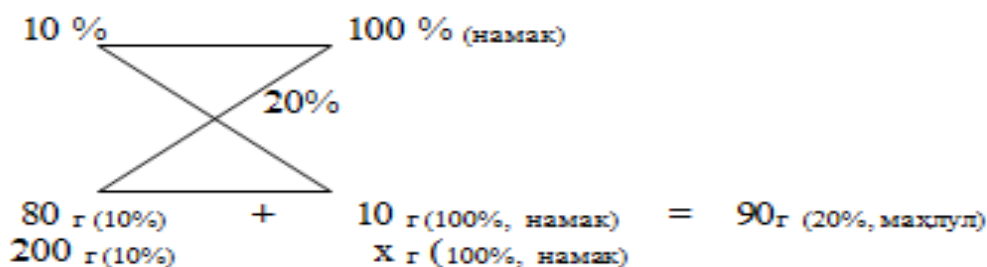 10 % 100 % (намак)
20%
80 г (10%) + 10 г (100%, намак) = 90г (20%, маҳлул)
200 г (10%) х г (100%, намак)